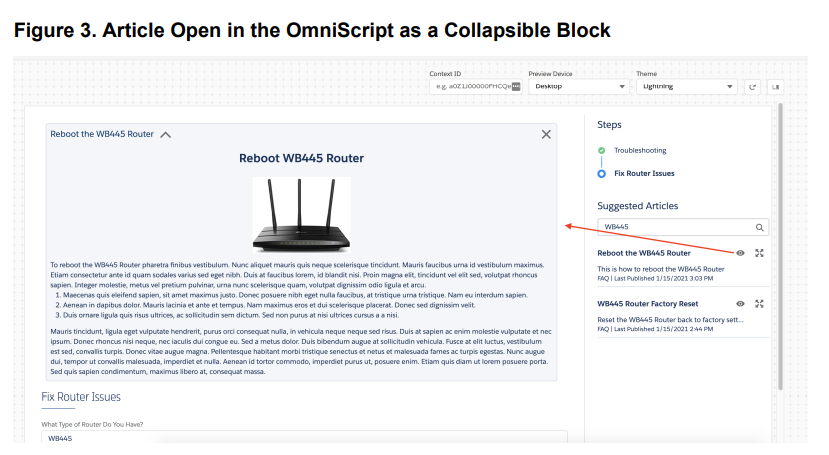 Figure 3. Article Open in the OmniScript as a Collapsible Block
Context ID
Preview Device
Theme
e.g. a0Z1J00000FHCQe
Desktop
Lightning
Reboot the WB445 Router
Reboot WB445 Router
To reboot the WB445 Router pharetra finibus vestibulum. Nunc aliquet mauris quis neque scelerisque tincidunt. Mauris faucibus urna id vestibulum maximus.
Etiam consectetur ante id quam sodales varius sed eget nibh. Duis at faucibus lorem, id blandit nisi. Proin magna elit, tincidunt vel elit sed, volutpat rhoncus
sapien. Integer molestie, metus vel pretium pulvinar, urna nunc scelerisque quam, volutpat dignissim odio ligula et arcu.
1. Maecenas quis eleifend sapien, sit amet maximus justo. Donec posuere nibh eget nulla faucibus, at tristique urna tristique. Nam eu interdum sapien.
2. Aenean in dapibus dolor. Mauris lacinia et ante et tempus. Nam maximus eros et dui scelerisque placerat. Donec sed dignissim velit.
3. Duis ornare ligula quis risus ultrices, ac sollicitudin sem dictum. Sed non purus at nisi ultrices cursus a a nisi.
Mauris tincidunt, ligula eget vulputate hendrerit, purus orci consequat nulla, in vehicula neque neque sed risus. Duis at sapien ac enim molestie vulputate et nec
ipsum. Donec rhoncus nisi neque, nec iaculis dui congue eu. Sed a metus dolor. Duis bibendum augue at sollicitudin vehicula. Fusce at elit luctus, vestibulum
est sed, convallis turpis. Donec vitae augue magna. Pellentesque habitant morbi tristique senectus et netus et malesuada fames ac turpis egestas. Nunc augue
dui, tempor ut convallis malesuada, imperdiet et nulla. Aenean id tortor commodo, imperdiet purus ut, posuere enim. Etiam quis diam ut lorem posuere porta.
Sed quis sapien condimentum, maximus libero at, consequat massa.
Fix Router Issues
What Type of Router Do You Have?
WB445
Steps
Troubleshooting
Fix Router Issues
Suggested Articles
WB445
Reboot the WB445 Router
This is how to reboot the WB445 Router
FAQ | Last Published 1/15/2021 3:03 PM
WB445 Router Factory Reset
Reset the WB445 Router back to factory sett...
FAQ | Last Published 1/15/2021 2:44 PM